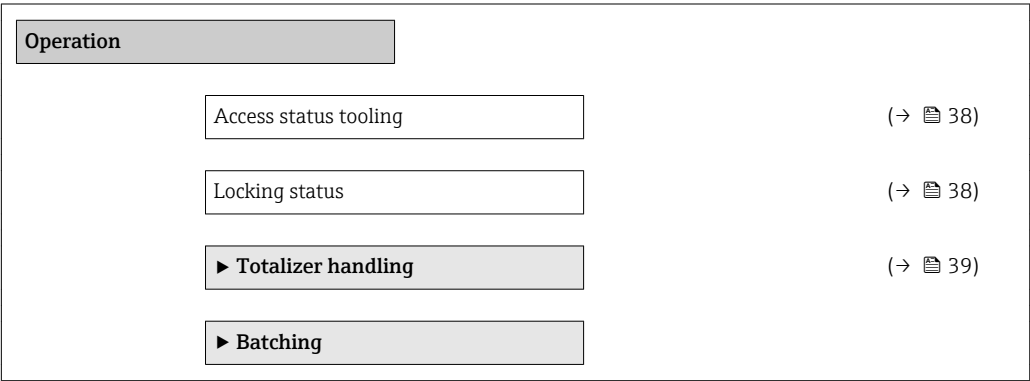 Operation
Access status tooling (→ 38)
Locking status (→ 38)
▶ Totalizer handling (→ 39)
▶ Batching